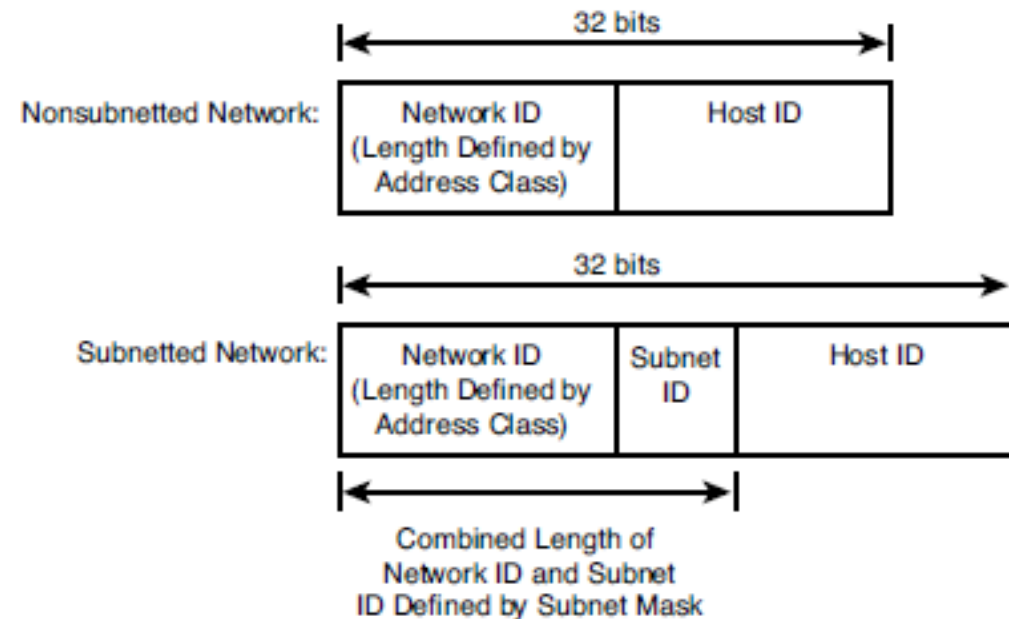 32 bits
Nonsubnetted Network:
Network ID
(Length Defined by
Address Class)
Host ID
32 bits
Subnetted Network:
Network ID
(Length Defined by
Address Class)
Subnet
ID
Host ID
Combined Length of
Network ID and Subnet
ID Defined by Subnet Mask